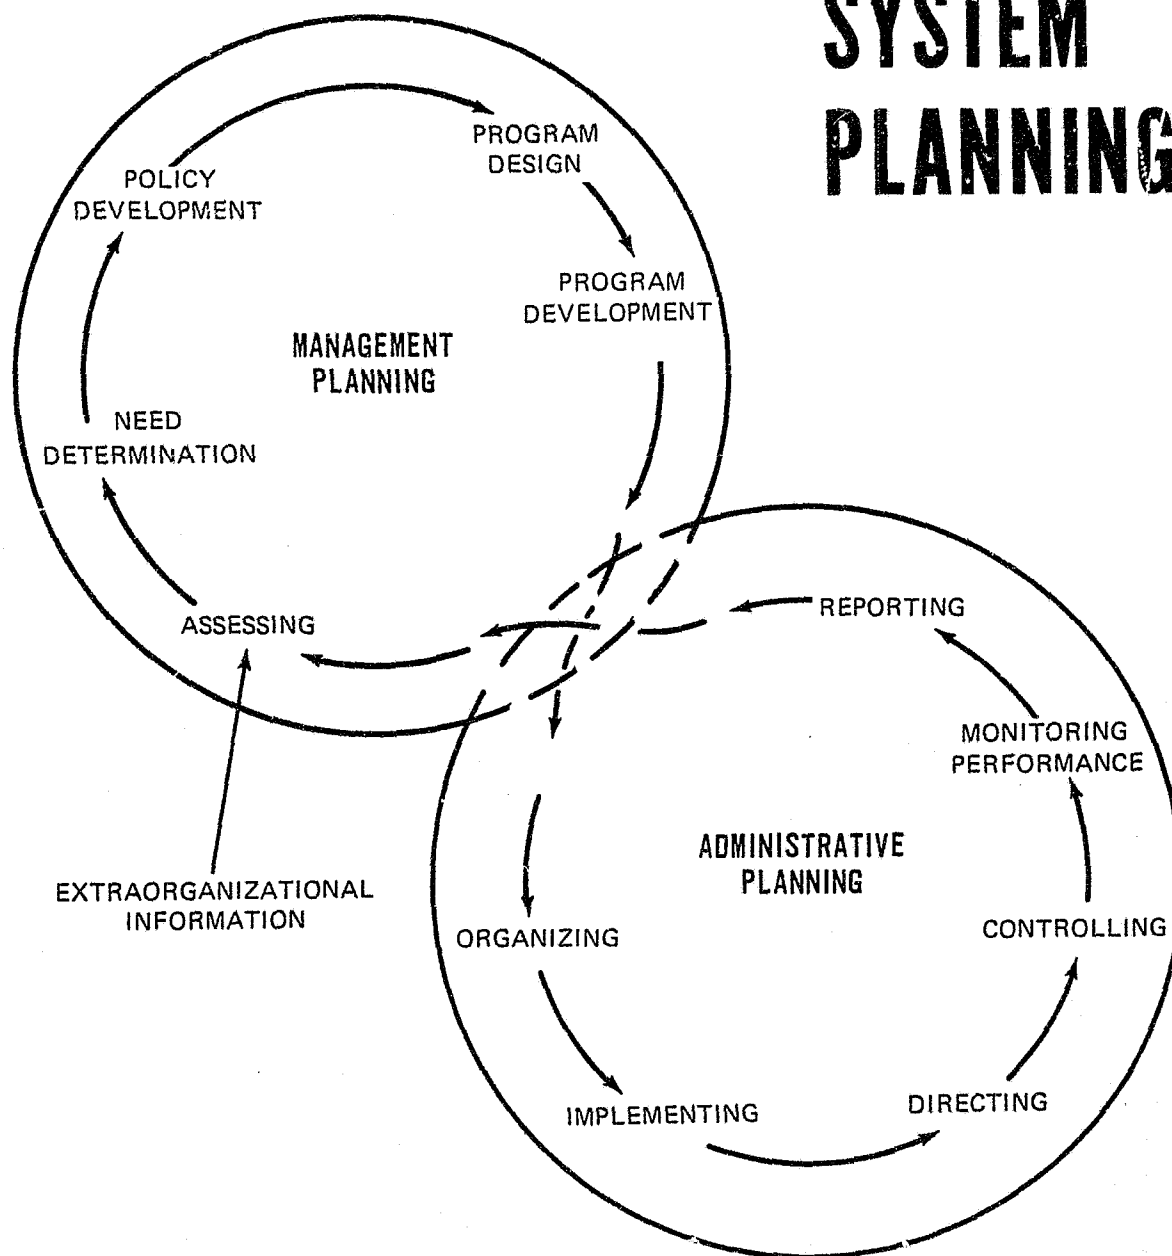 SYSTEM
PLANNING
PROGRAM
DESIGN
POLICY
DEVELOPMENT
PROGRAM
DEVELOPMENT
MANAGEMENT
PLANNING
NEED
DETERMINATION
ASSESSING
REPORTING
MONITORING
PERFORMANCE
ADMINISTRATIVE
PLANNING
EXTRAORGANIZATIONAL
INFORMATION
ORGANIZING
CONTROLLING
IMPLEMENTING
DIRECTING